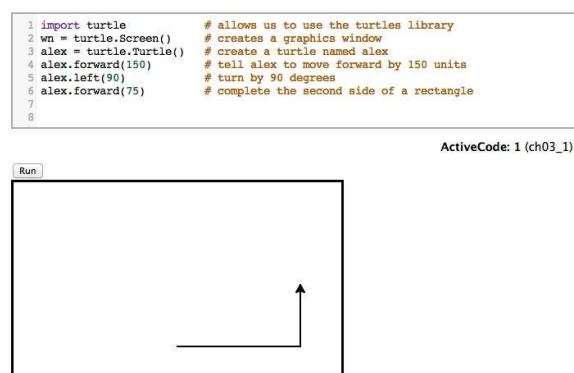 1 import turtle # allows us to use the turtles library
2 wn = turtle.Screen() # creates a graphics window
3 alex = turtle.Turtle() # create a turtle named alex
4 alex.forward(150) # tell alex to move forward by 150 units
5 alex.left(90) # turn by 90 degrees
6 alex.forward(75) # complete the second side of a rectangle
7
8
ActiveCode: 1 (ch03_1)
Run